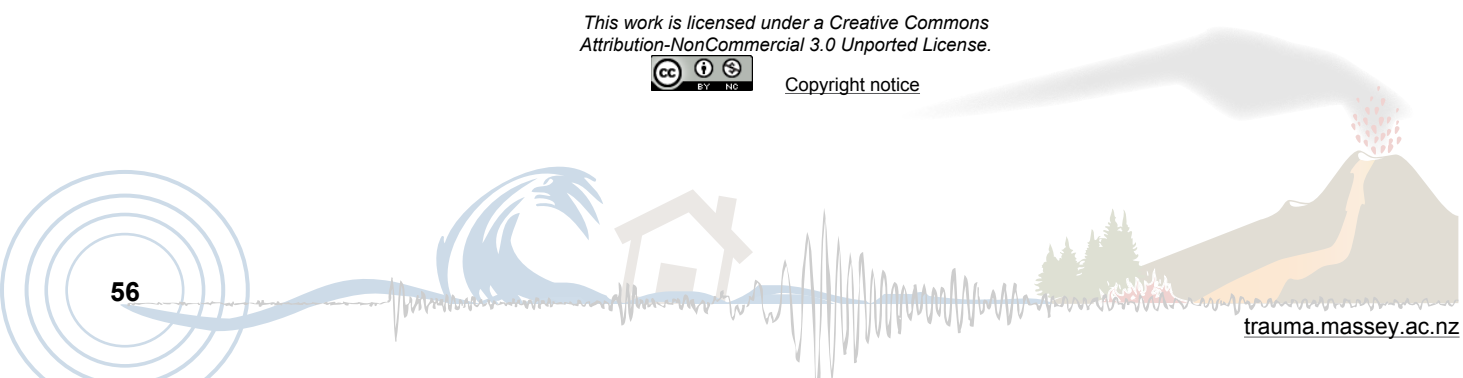 This work is licensed under a Creative Commons
Attribution-NonCommercial 3.0 Unported License.
cc BY NC
Copyright notice
56
trauma.massey.ac.nz